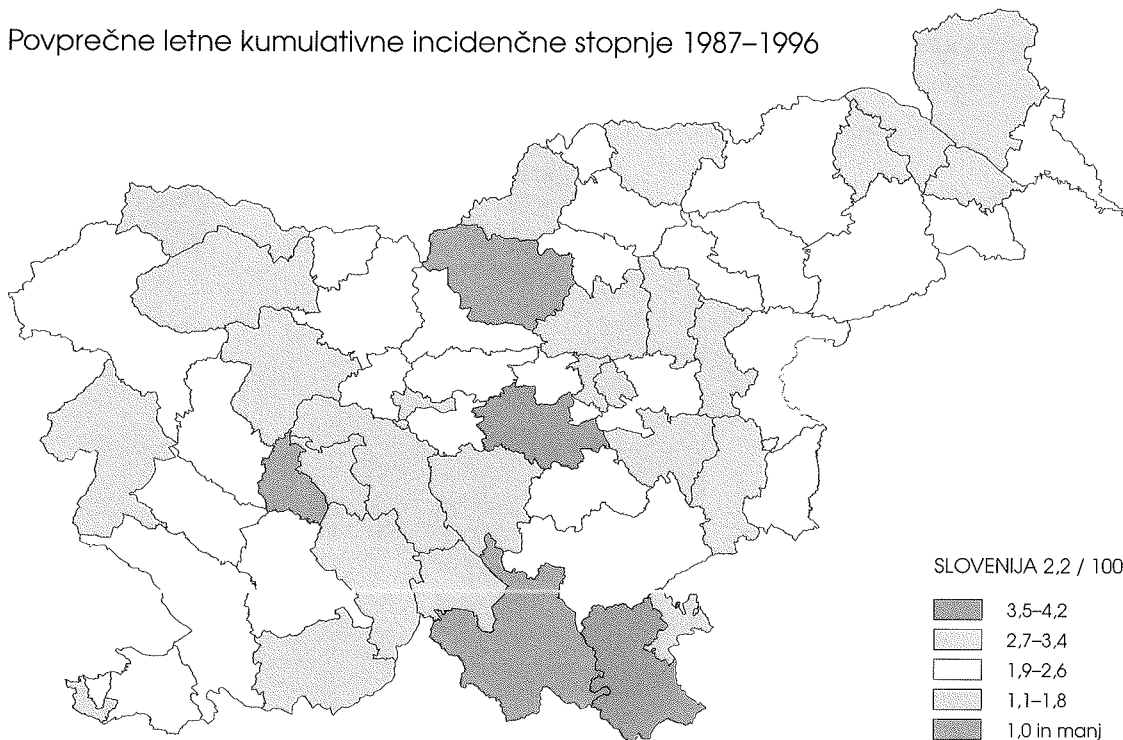 Povprečne letne kumulativne incidenčne stopnje 1987–1996
SLOVENIJA 2,2 / 100
3,5–4,2
2,7–3,4
1,9–2,6
1,1–1,8
1,0 in manj